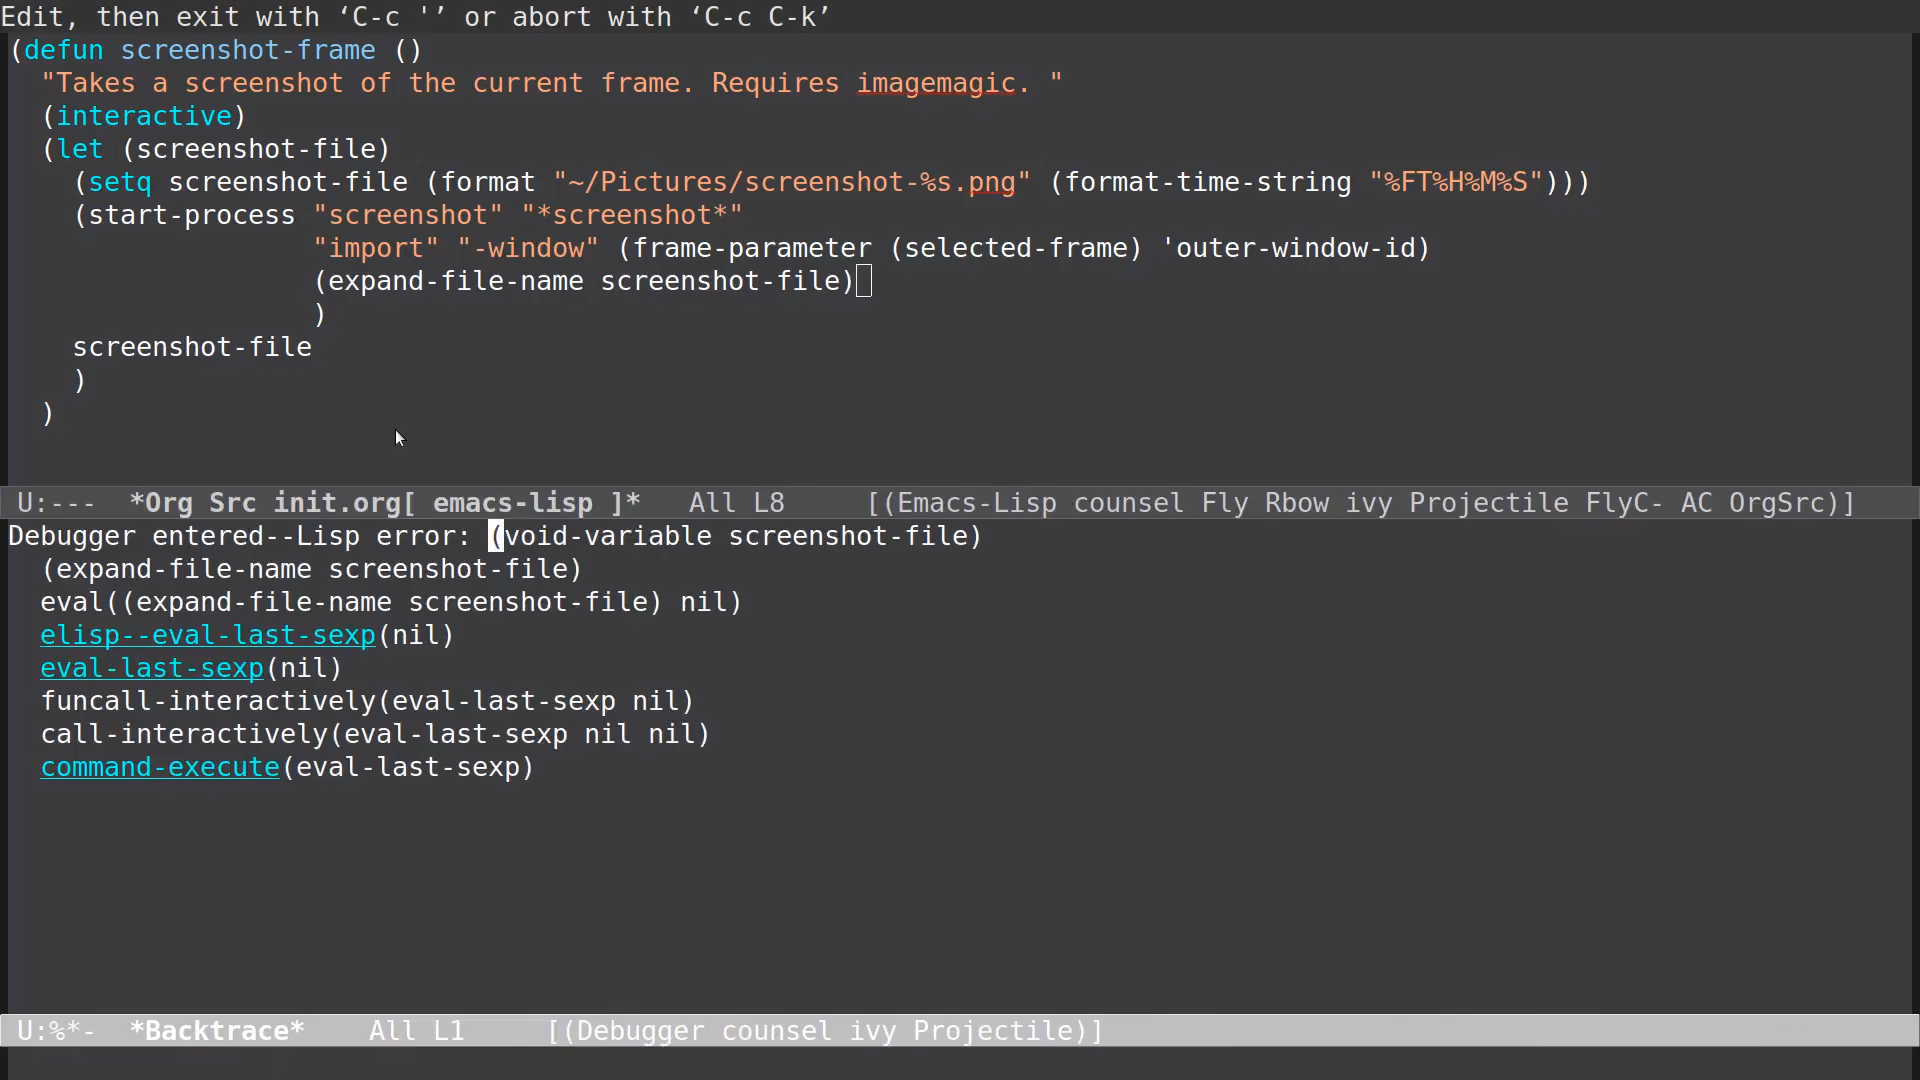 Edit, then exit with ‘C-c '’ or abort with ‘C-c C-k’
(defun screenshot-frame ()
  "Takes a screenshot of the current frame. Requires imagemagic. "
  (interactive)
  (let (screenshot-file)
    (setq screenshot-file (format "~/Pictures/screenshot-%s.png" (format-time-string "%FT%H%M%S")))
    (start-process "screenshot" "*screenshot*"
                   "import" "-window" (frame-parameter (selected-frame) 'outer-window-id)
                   (expand-file-name screenshot-file)
                   )
    screenshot-file
    )
  )
U:---  *Org Src init.org[ emacs-lisp ]*   All L8     [(Emacs-Lisp counsel Fly Rbow ivy Projectile FlyC- AC OrgSrc)]
Debugger entered--Lisp error: (void-variable screenshot-file)
  (expand-file-name screenshot-file)
  eval((expand-file-name screenshot-file) nil)
  elisp--eval-last-sexp(nil)
  eval-last-sexp(nil)
  funcall-interactively(eval-last-sexp nil)
  call-interactively(eval-last-sexp nil nil)
  command-execute(eval-last-sexp)
U:%*-  *Backtrace*    All L1     [(Debugger counsel ivy Projectile)]